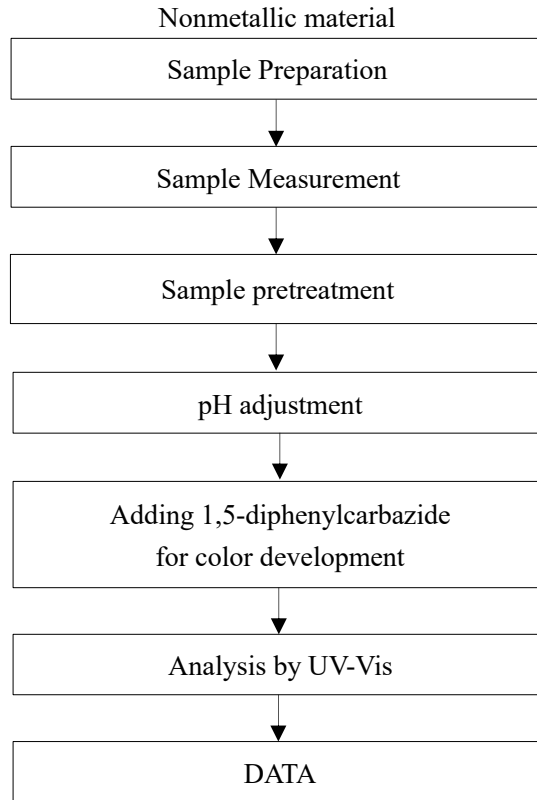 Nonmetallic material
Sample Preparation
Sample Measurement
Sample pretreatment
pH adjustment
Adding 1,5-diphenylcarbazide
for color development
Analysis by UV-Vis
DATA